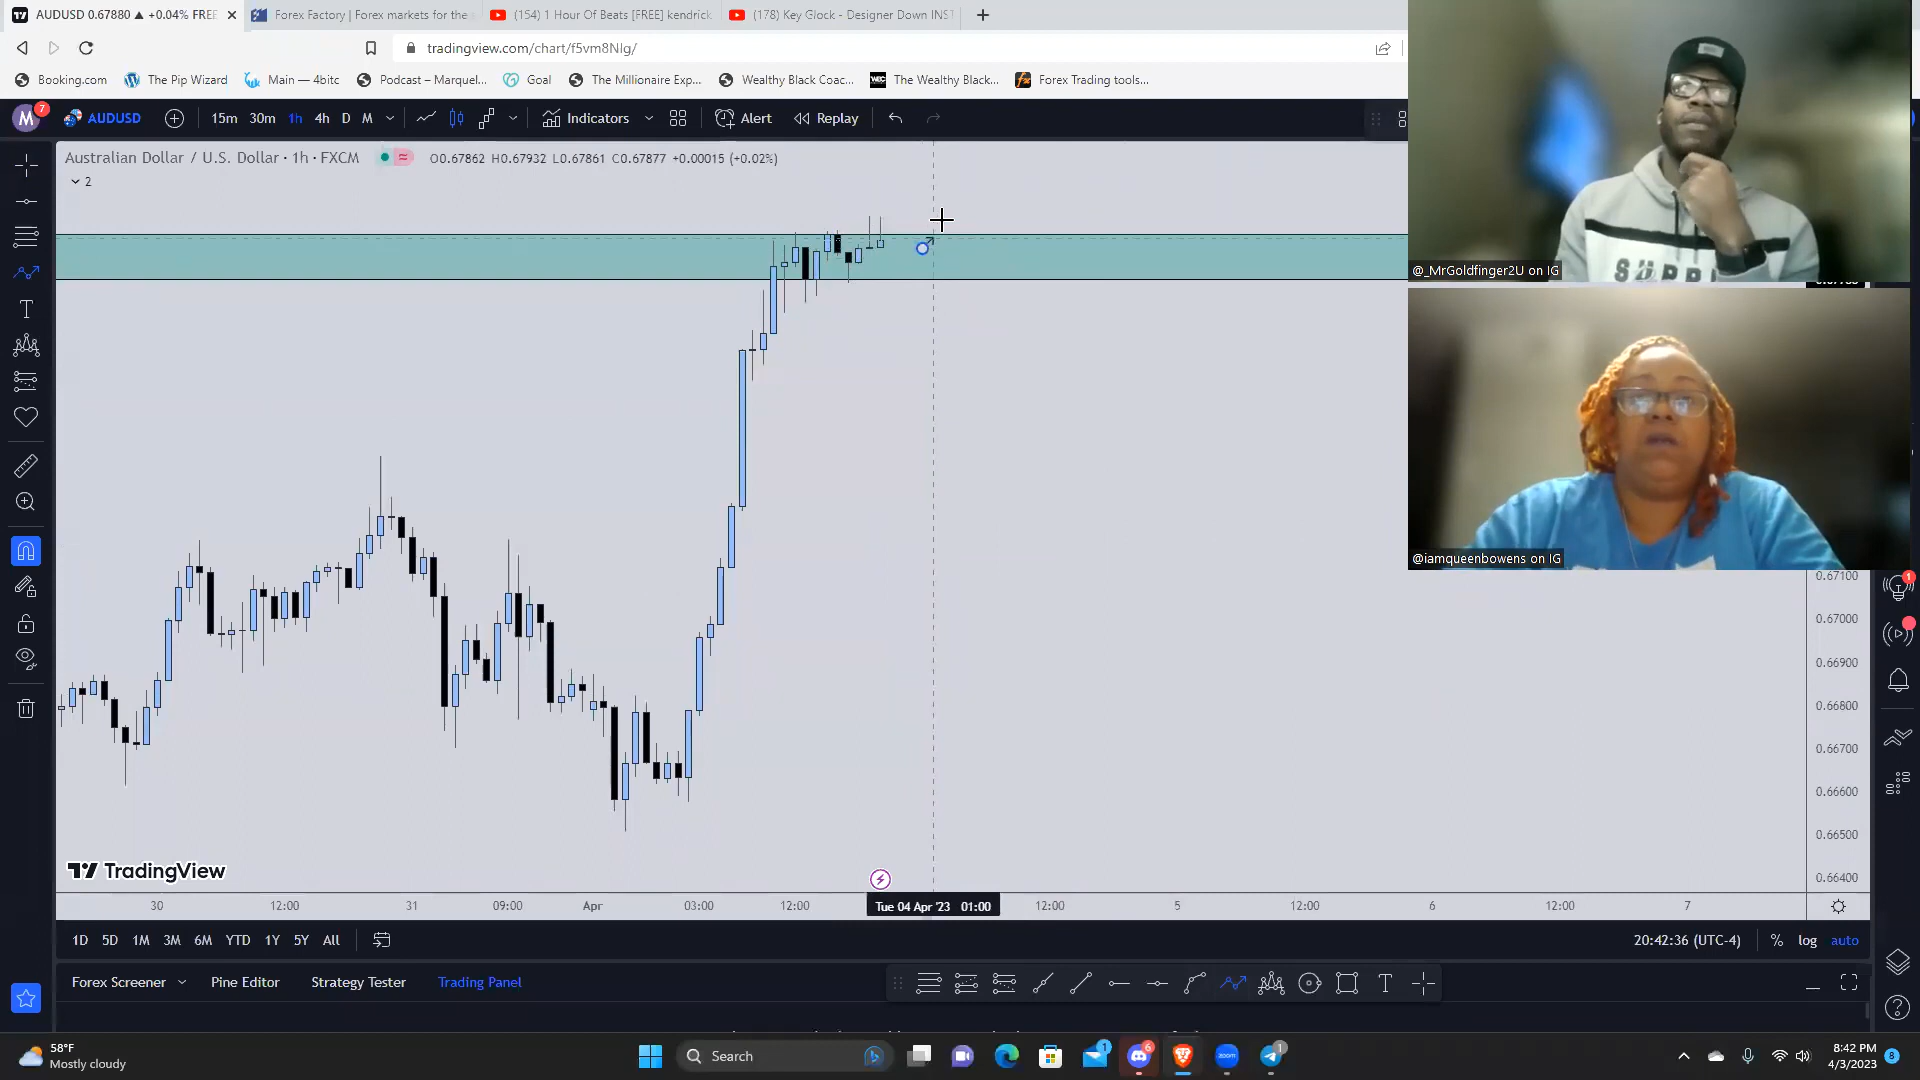 AUDUSD 0.67880 ▲ +0.04% FREE
Forex Factory | Forex markets for the
(154) 1 Hour Of Beats [FREE] kendrick
(178) Key Glock - Designer Down INST
tradingview.com/chart/f5vm8NIg/
Booking.com
The Pip Wizard
Main — 4bitc
Podcast – Marquel...
Goal
The Millionaire Exp...
Wealthy Black Coac...
The Wealthy Black...
Forex Trading tools...
M 7
AUDUSD
15m 30m 1h 4h D M
Indicators
Alert
Replay
Australian Dollar / U.S. Dollar · 1h · FXCM
O0.67862 H0.67932 L0.67861 C0.67877 +0.00015 (+0.02%)
2
@_MrGoldfinger2U on IG
@iamqueenbowens on IG
0.67100
0.67000
0.66900
0.66800
0.66700
0.66600
0.66500
0.66400
TradingView
30 12:00 31 09:00 Apr 03:00 12:00 Tue 04 Apr '23 01:00 12:00 5 12:00 6 12:00 7
1D 5D 1M 3M 6M YTD 1Y 5Y All
20:42:36 (UTC-4) % log auto
Forex Screener Pine Editor Strategy Tester Trading Panel
58°F
Mostly cloudy
Search
8:42 PM
4/3/2023